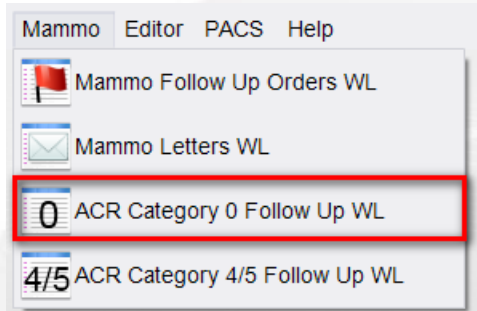 Mammo Editor PACS Help
Mammo Follow Up Orders WL
Mammo Letters WL
0 ACR Category 0 Follow Up WL
4/5 ACR Category 4/5 Follow Up WL